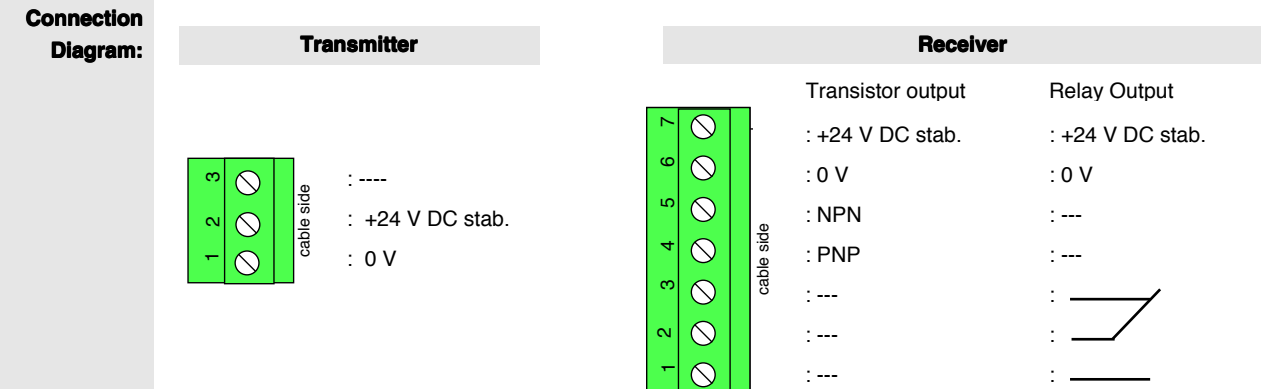 Connection
Diagram:
Transmitter
3 : ----
2 : +24 V DC stab.
1 : 0 V
cable side
Receiver
Transistor output Relay Output
7 : +24 V DC stab. : +24 V DC stab.
6 : 0 V : 0 V
5 : NPN : ---
4 : PNP : ---
3 : --- :
2 : --- :
1 : --- :
cable side